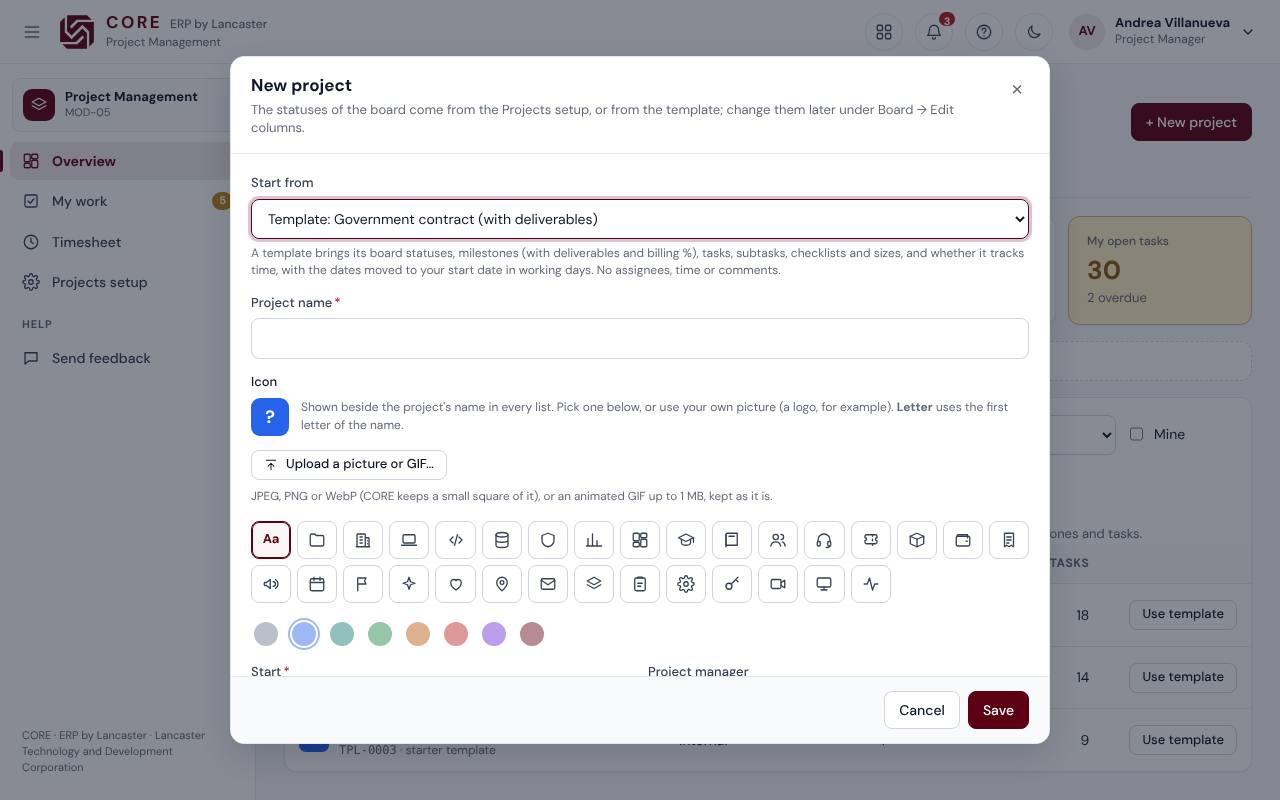 CORE ERP by Lancaster
Project Management
3
AV
Andrea Villanueva
Project Manager
Project Management
MOD-05
Overview
My work
5
Timesheet
Projects setup
HELP
Send feedback
CORE · ERP by Lancaster · Lancaster
Technology and Development
Corporation
+ New project
My open tasks
30
2 overdue
Mine
ones and tasks.
TASKS
18
Use template
14
Use template
9
Use template
TPL-0003 · starter template
New project
The statuses of the board come from the Projects setup, or from the template; change them later under Board → Edit
columns.
Start from
Template: Government contract (with deliverables)
A template brings its board statuses, milestones (with deliverables and billing %), tasks, subtasks, checklists and sizes, and whether it tracks
time, with the dates moved to your start date in working days. No assignees, time or comments.
Project name *
Icon
?
Shown beside the project's name in every list. Pick one below, or use your own picture (a logo, for example). Letter uses the first
letter of the name.
Upload a picture or GIF…
JPEG, PNG or WebP (CORE keeps a small square of it), or an animated GIF up to 1 MB, kept as it is.
Aa
Start *
Project manager
Cancel
Save